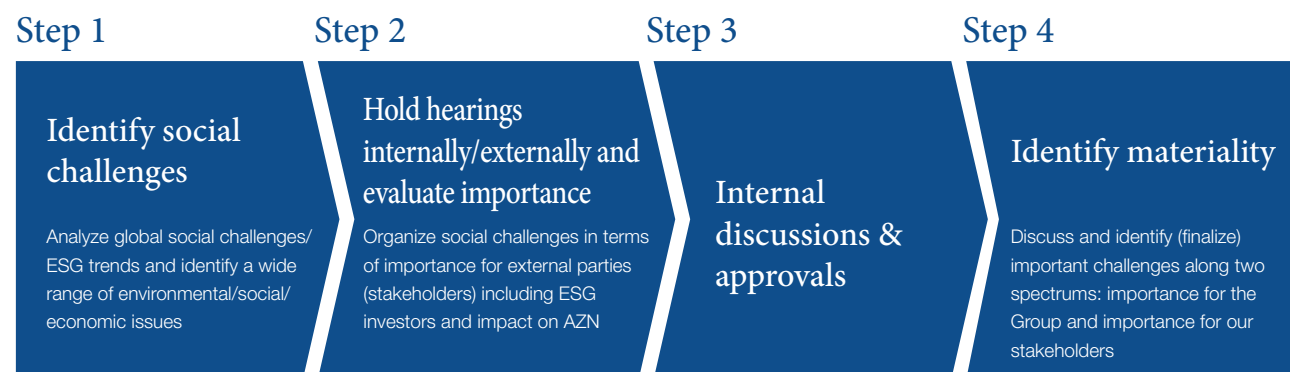 Step 1
Identify social
challenges
Analyze global social challenges/
ESG trends and identify a wide
range of environmental/social/
economic issues
Step 2
Hold hearings
internally/externally and
evaluate importance
Organize social challenges in terms
of importance for external parties
(stakeholders) including ESG
investors and impact on AZN
Step 3
Internal
discussions &
approvals
Step 4
Identify materiality
Discuss and identify (finalize)
important challenges along two
spectrums: importance for the
Group and importance for our
stakeholders